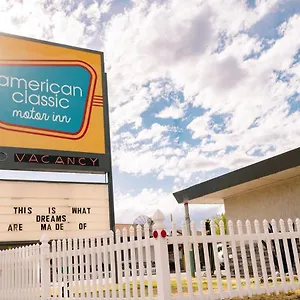 american
classic
motor inn
VACANCY
THIS IS WHAT
DREAMS
ARE MADE OF